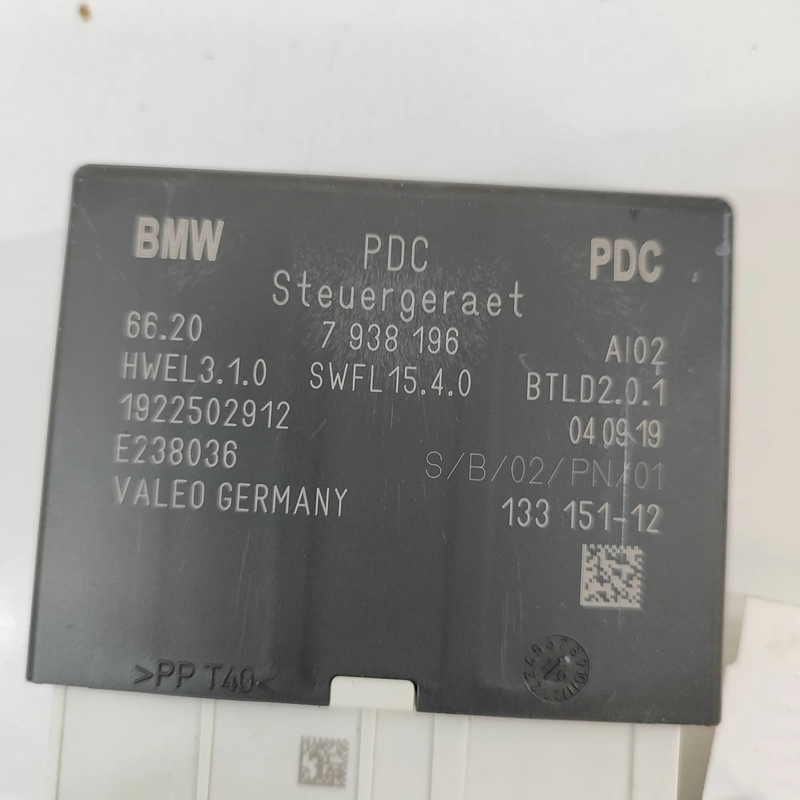 BMW PDC PDC
Steuergeraet
66.20 7 938 196 AI02
HWEL3.1.0 SWFL15.4.0 BTLD2.0.1
1922502912 04.09.19
E238036 S/B/02/PN/01
VALEO GERMANY 133 151-12
>PP T40<